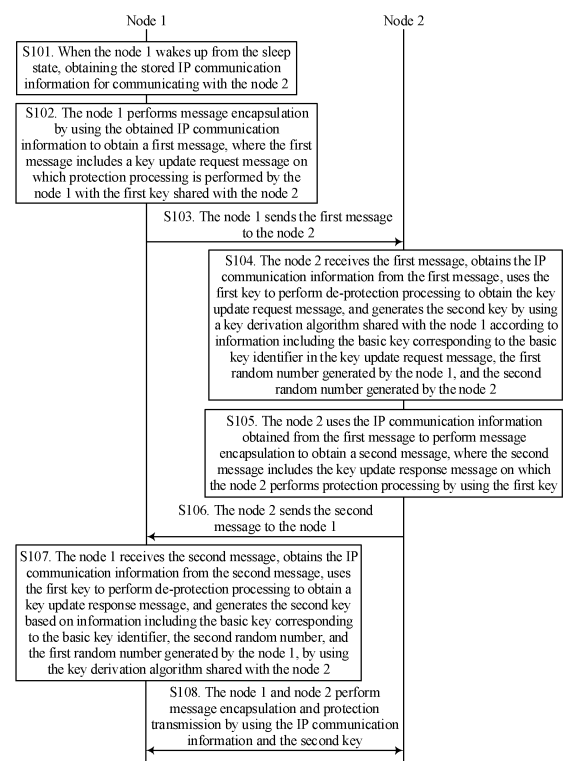 Node 1
Node 2
S101. When the node 1 wakes up from the sleep
state, obtaining the stored IP communication
information for communicating with the node 2
S102. The node 1 performs message encapsulation
by using the obtained IP communication
information to obtain a first message, where the first
message includes a key update request message on
which protection processing is performed by the
node 1 with the first key shared with the node 2
S103. The node 1 sends the first message
to the node 2
S104. The node 2 receives the first message, obtains the IP
communication information from the first message, uses the
first key to perform de-protection processing to obtain the key
update request message, and generates the second key by using
a key derivation algorithm shared with the node 1 according to
information including the basic key corresponding to the basic
key identifier in the key update request message, the first
random number generated by the node 1, and the second
random number generated by the node 2
S105. The node 2 uses the IP communication information
obtained from the first message to perform message
encapsulation to obtain a second message, where the second
message includes the key update response message on which
the node 2 performs protection processing by using the first key
S106. The node 2 sends the second
message to the node 1
S107. The node 1 receives the second message, obtains the IP
communication information from the second message, uses
the first key to perform de-protection processing to obtain a
key update response message, and generates the second key
based on information including the basic key corresponding
to the basic key identifier, the second random number, and
the first random number generated by the node 1, by using
the key derivation algorithm shared with the node 2
S108. The node 1 and node 2 perform
message encapsulation and protection
transmission by using the IP communication
information and the second key